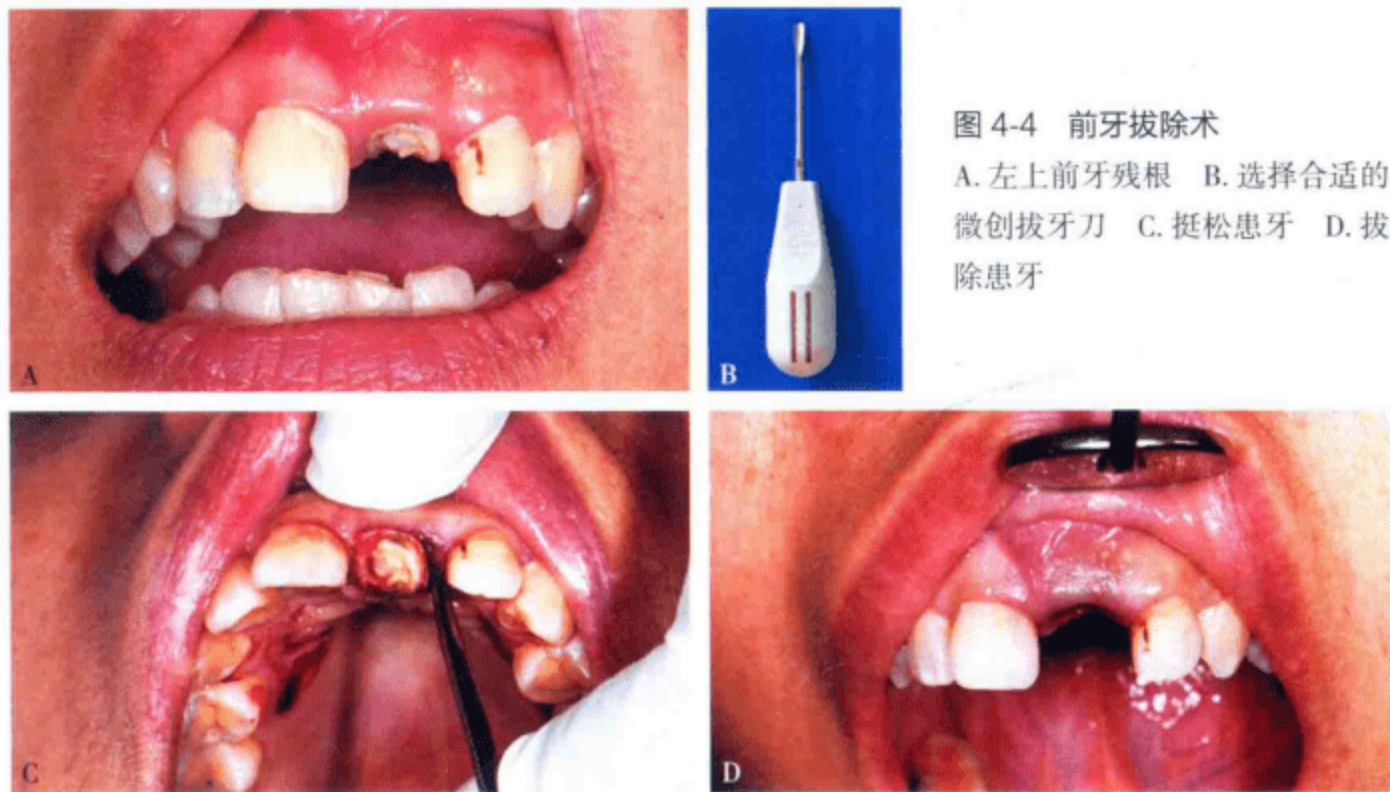 A
B
图 4-4 前牙拔除术
A. 左上前牙残根 B. 选择合适的
微创拔牙刀 C. 挺松患牙 D. 拔
除患牙
C
D